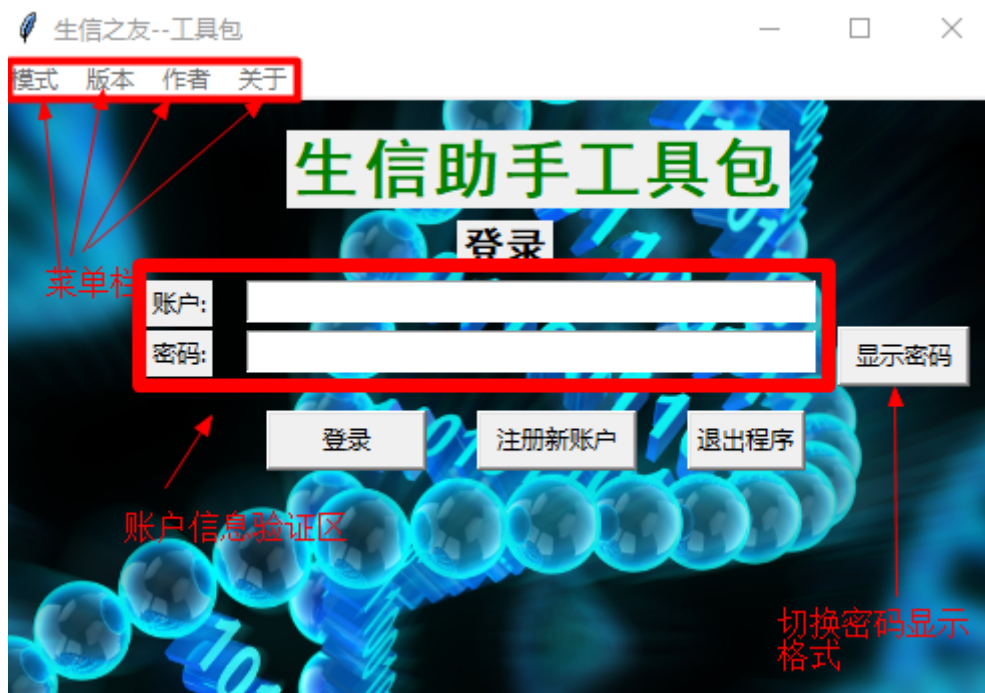 生信之友--工具包
模式 版本 作者 关于
生信助手工具包
登录
菜单栏
账户:
密码:
显示密码
登录 注册新账户 退出程序
账户信息验证区
切换密码显示
格式